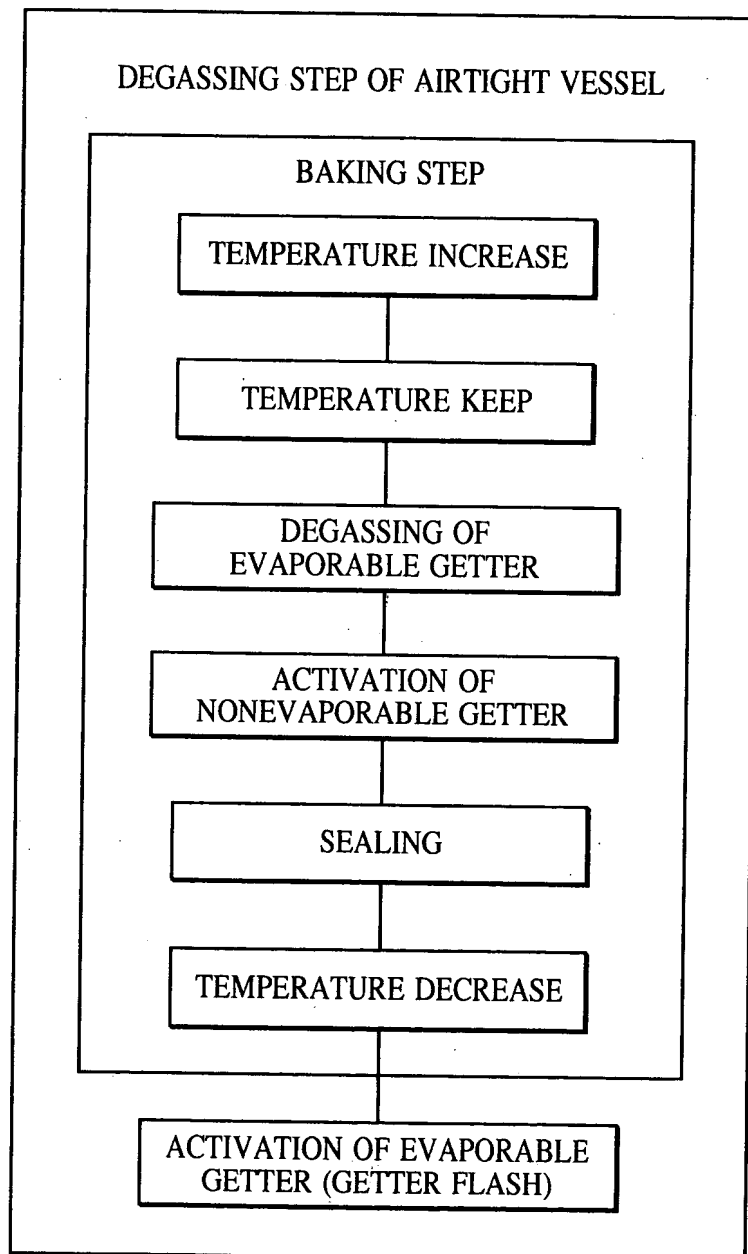 DEGASSING STEP OF AIRTIGHT VESSEL
BAKING STEP
TEMPERATURE INCREASE
TEMPERATURE KEEP
DEGASSING OF
EVAPORABLE GETTER
ACTIVATION OF
NONEVAPORABLE GETTER
SEALING
TEMPERATURE DECREASE
ACTIVATION OF EVAPORABLE
GETTER (GETTER FLASH)